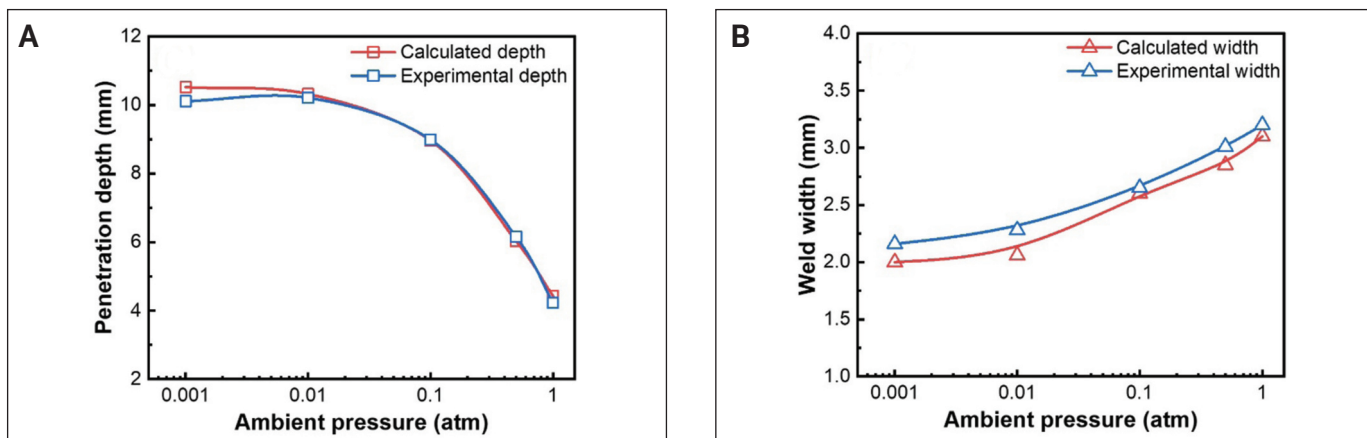 A
12
10
8
6
4
2
Penetration depth (mm)
Calculated depth
Experimental depth
0.001 0.01 0.1 1
Ambient pressure (atm)
B
4.0
3.5
3.0
2.5
2.0
1.5
1.0
Weld width (mm)
Calculated width
Experimental width
0.001 0.01 0.1 1
Ambient pressure (atm)